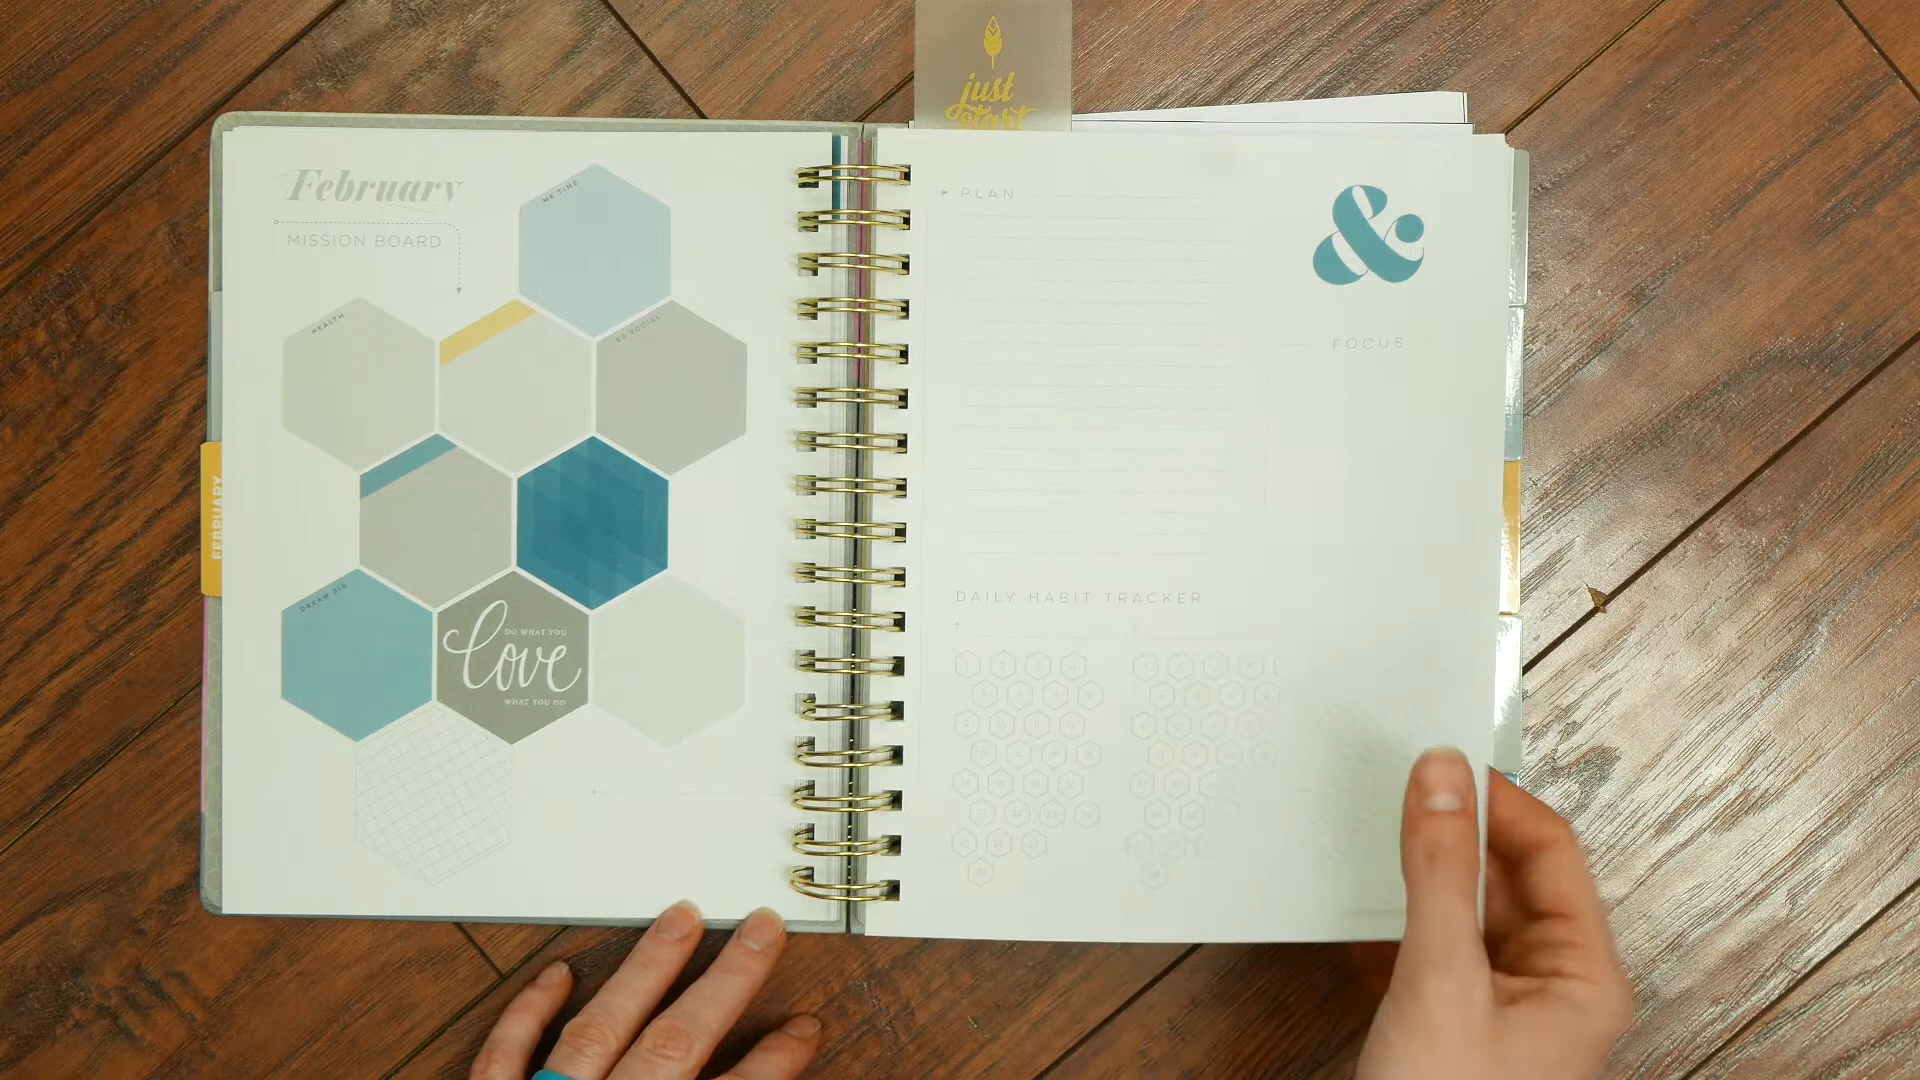 just
start
February
MISSION BOARD
ME TIME
HEALTH
BE SOCIAL
FEBRUARY
DREAM BIG
DO WHAT YOU
love
WHAT YOU DO
PLAN
&
FOCUS
DAILY HABIT TRACKER